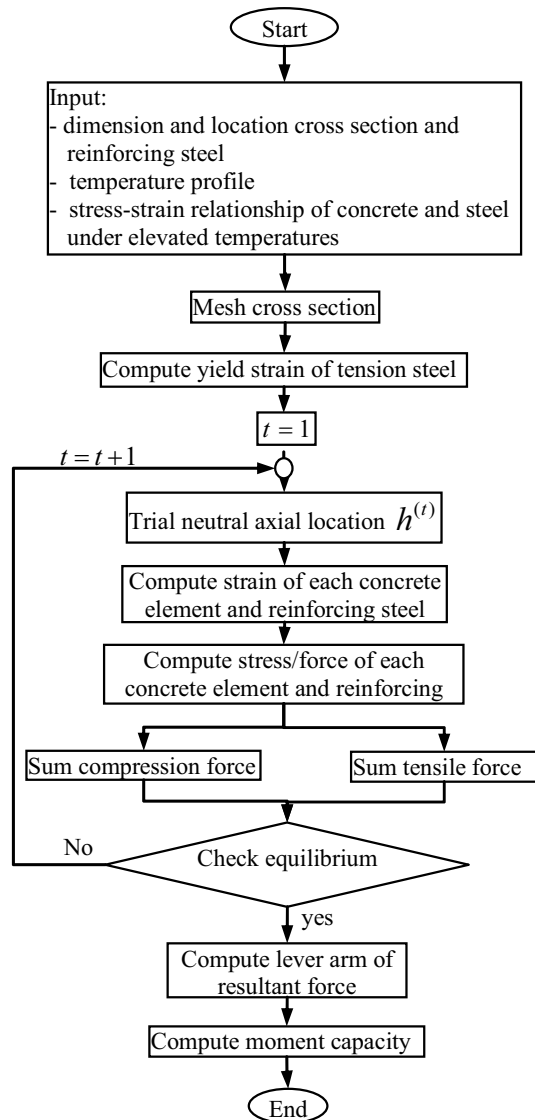 Start
Input:
- dimension and location cross section and
reinforcing steel
- temperature profile
- stress-strain relationship of concrete and steel
under elevated temperatures
Mesh cross section
Compute yield strain of tension steel
t = 1
t = t+1
Trial neutral axial location h^(t)
Compute strain of each concrete
element and reinforcing steel
Compute stress/force of each
concrete element and reinforcing
Sum compression force
Sum tensile force
No
Check equilibrium
yes
Compute lever arm of
resultant force
Compute moment capacity
End